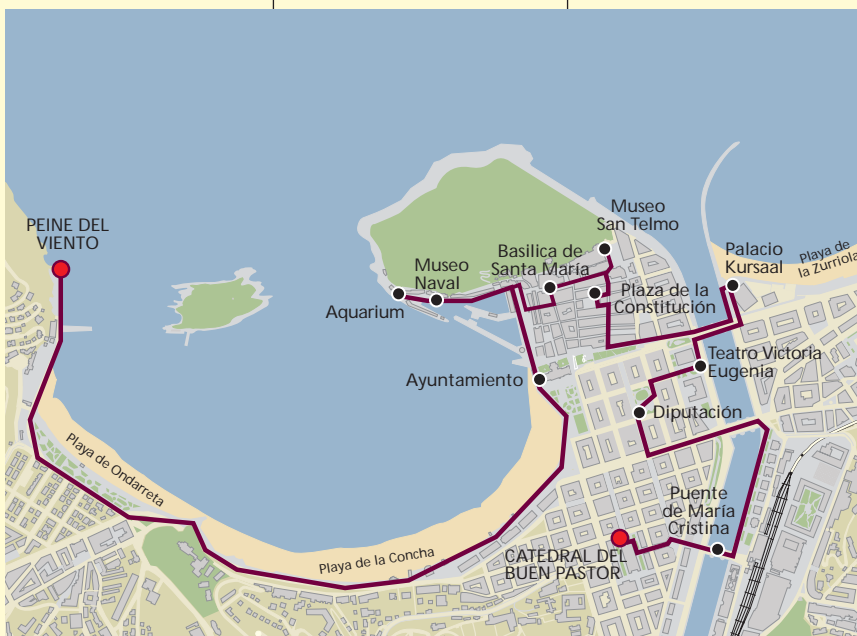 Museo
San Telmo
PEINE DEL
VIENTO
Basilica de
Santa María
Palacio
Kursaal
Playa de
la Zurriola
Museo
Naval
Plaza de la
Constitución
Aquarium
Teatro Victoria
Eugenia
Ayuntamiento
Diputación
Playa de Ondarreta
Puente
de María
Cristina
Playa de la Concha
CATEDRAL DEL
BUEN PASTOR